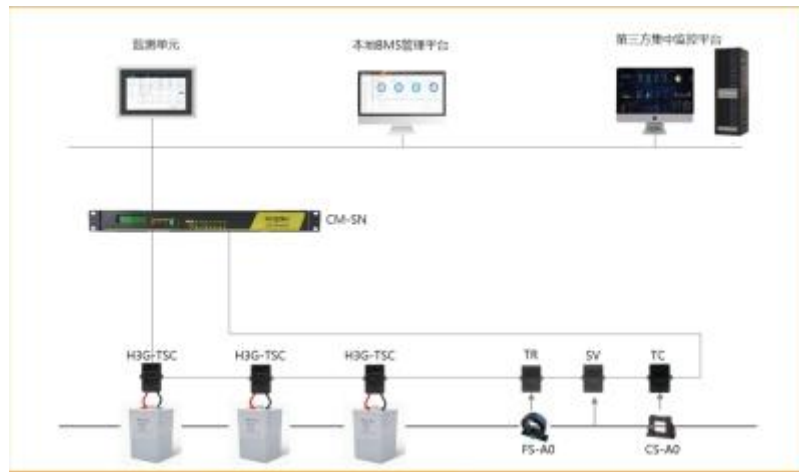 监测单元
本地BMS管理平台
第三方集中监控平台
CM-SN
H3G-TSC
H3G-TSC
H3G-TSC
TR
SV
TC
FS-A0
CS-A0